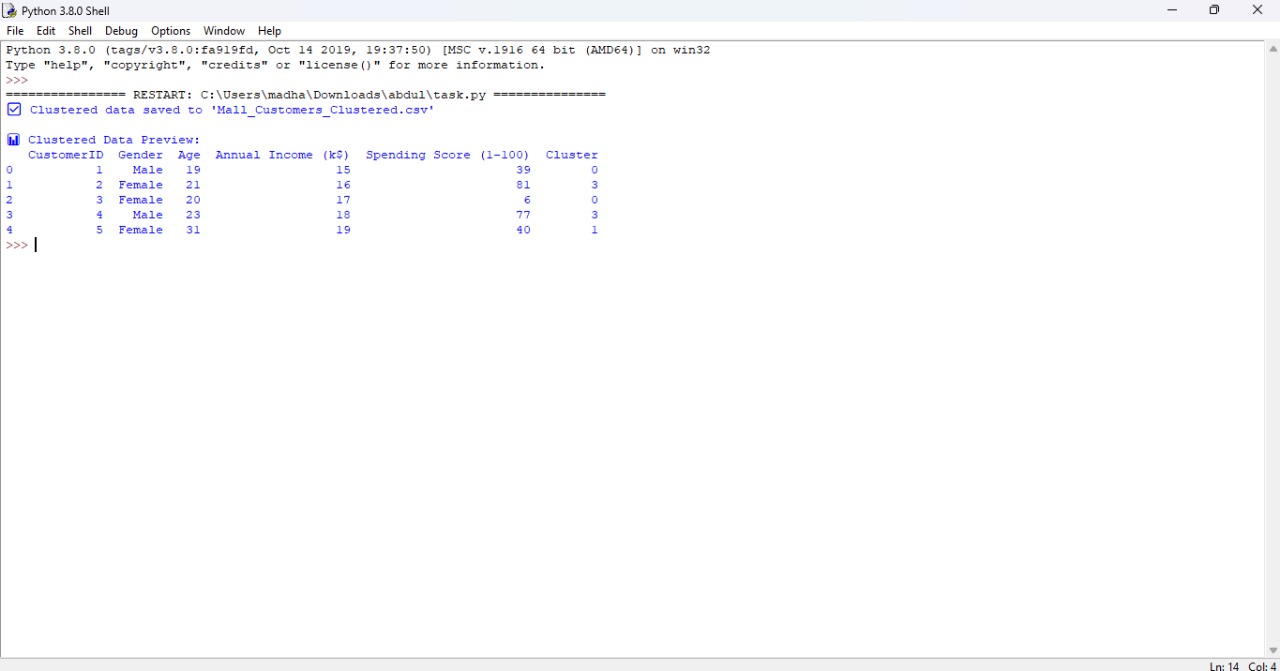 Python 3.8.0 Shell
File Edit Shell Debug Options Window Help
Python 3.8.0 (tags/v3.8.0:fa919fd, Oct 14 2019, 19:37:50) [MSC v.1916 64 bit (AMD64)] on win32
Type "help", "copyright", "credits" or "license()" for more information.
>>>
================ RESTART: C:\Users\madha\Downloads\abdul\task.py ===============
☑ Clustered data saved to 'Mall_Customers_Clustered.csv'
📊 Clustered Data Preview:
   CustomerID  Gender  Age  Annual Income (k$)  Spending Score (1-100)  Cluster
0           1    Male   19                  15                      39        0
1           2  Female   21                  16                      81        3
2           3  Female   20                  17                       6        0
3           4    Male   23                  18                      77        3
4           5  Female   31                  19                      40        1
>>>
Ln: 14 Col: 4